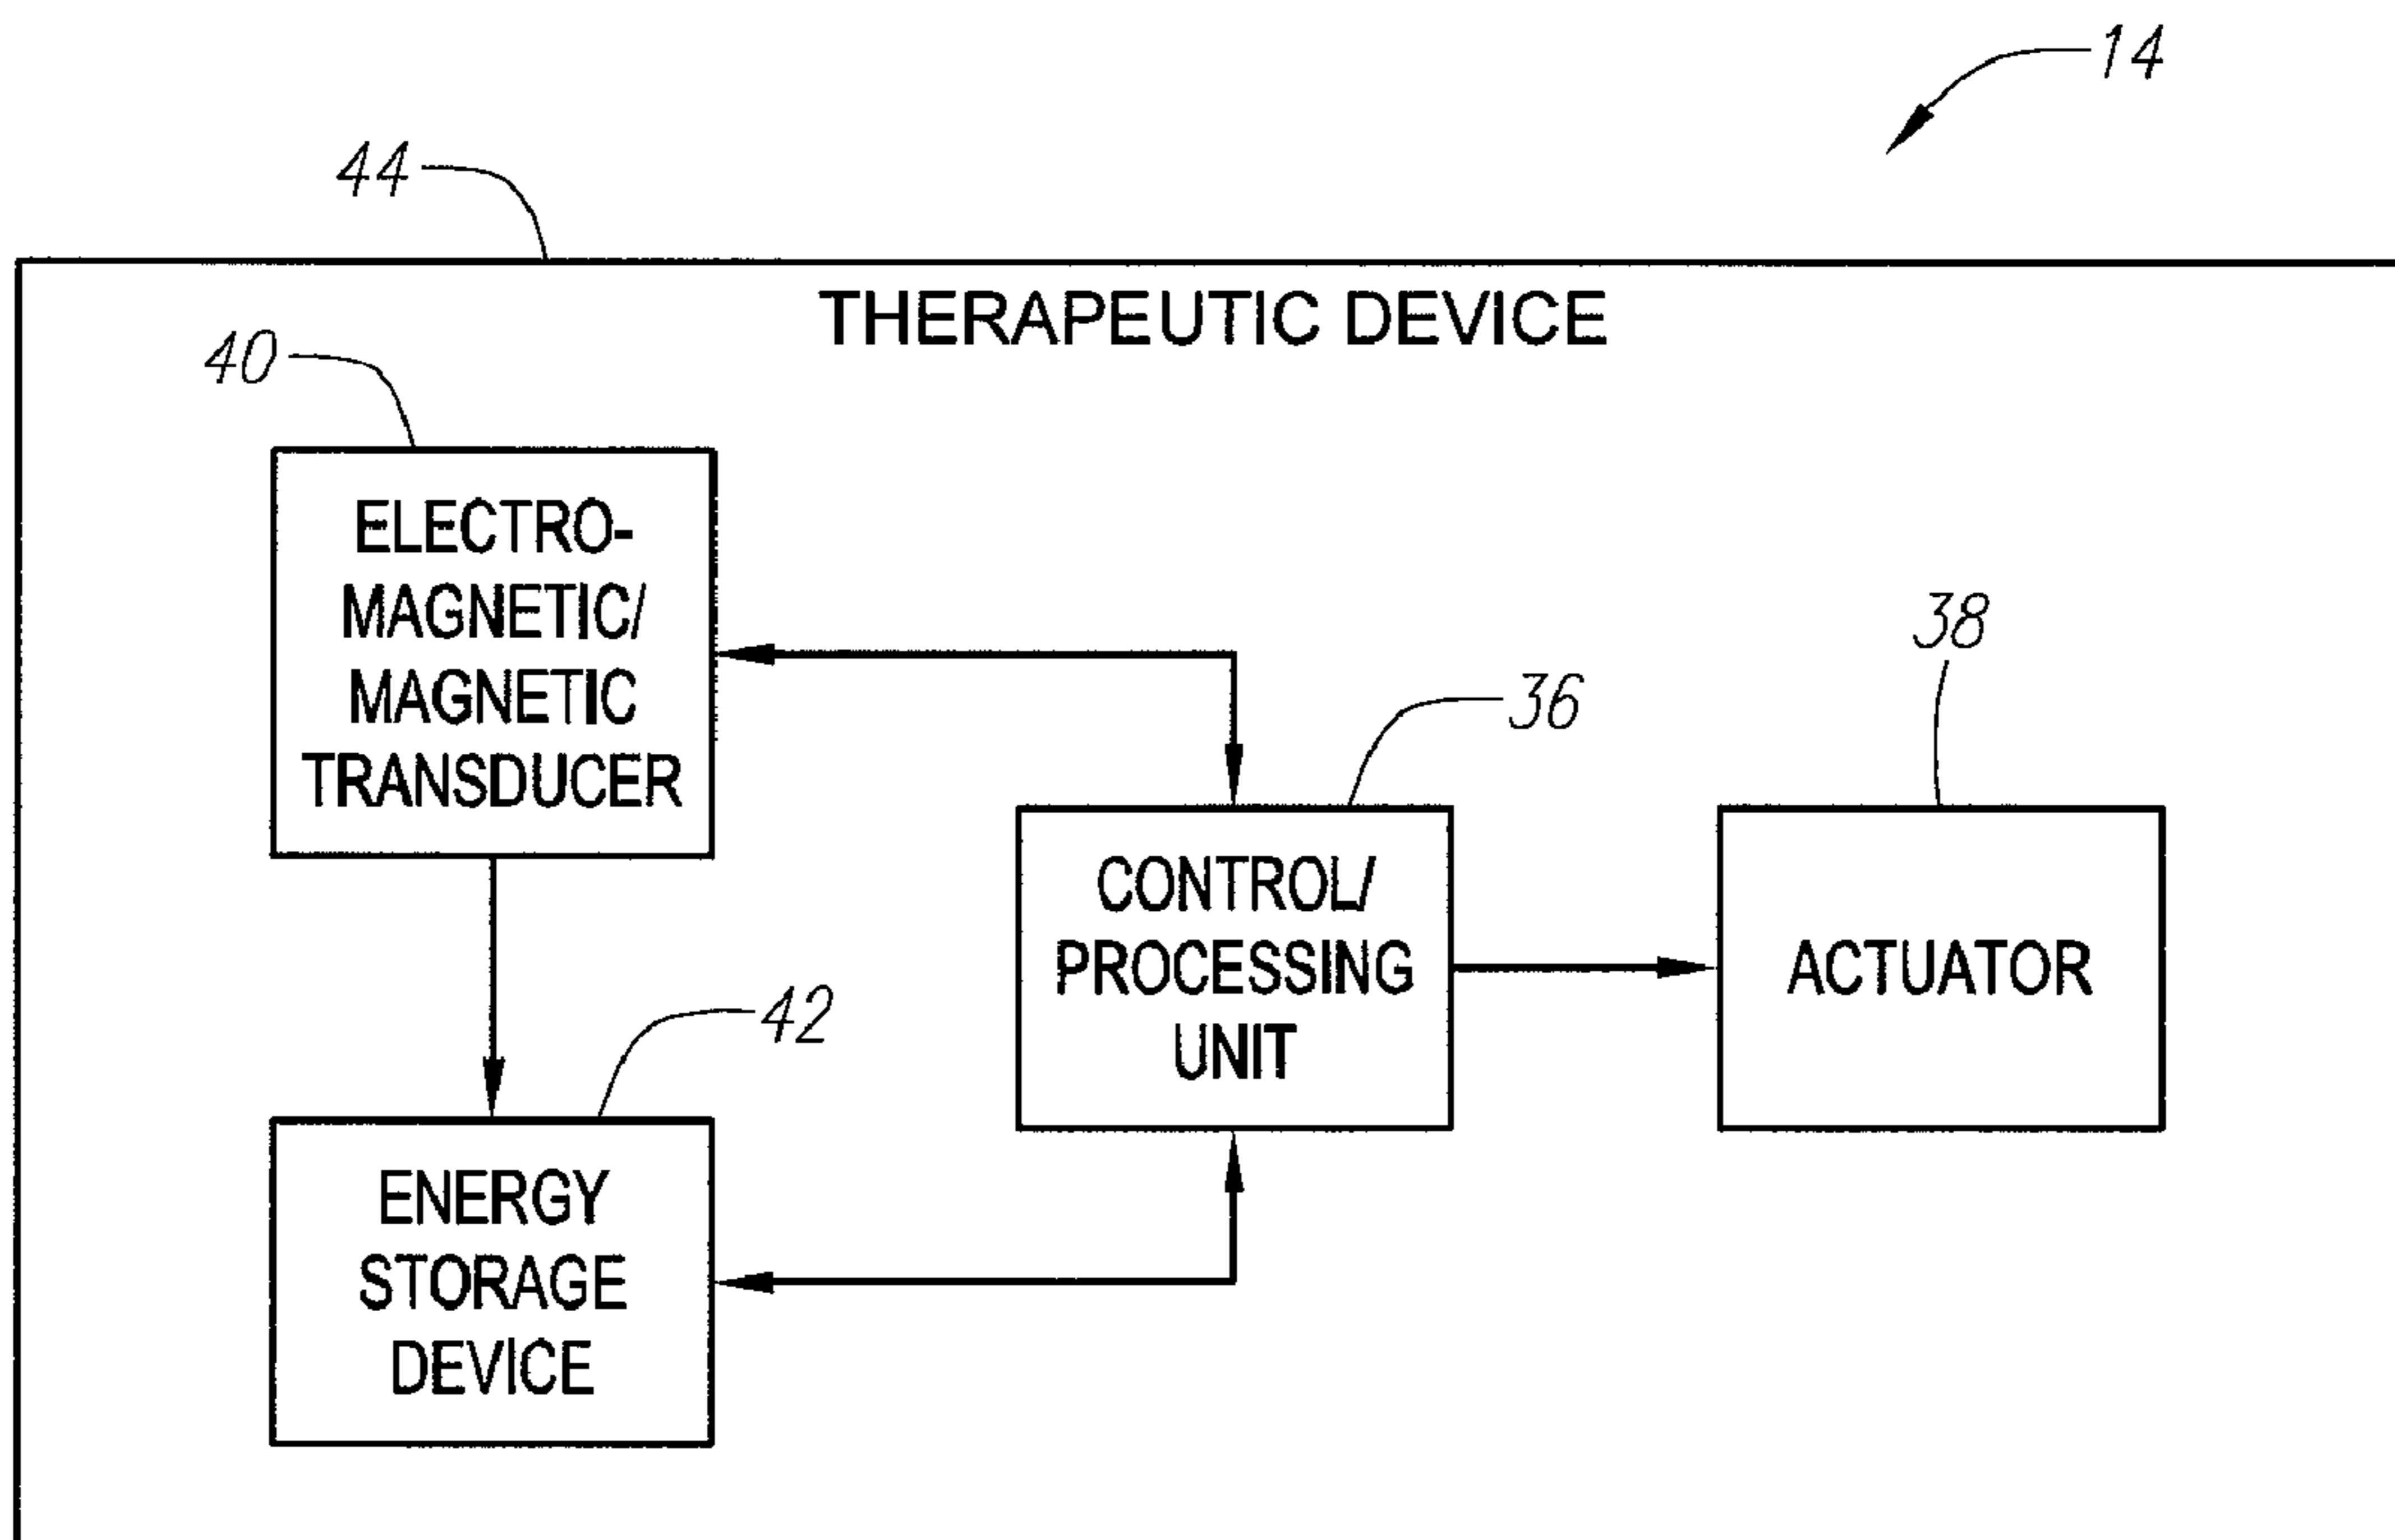 14
44
THERAPEUTIC DEVICE
40
ELECTRO-
MAGNETIC/
MAGNETIC
TRANSDUCER
38
36
CONTROL/
PROCESSING
UNIT
ACTUATOR
42
ENERGY
STORAGE
DEVICE